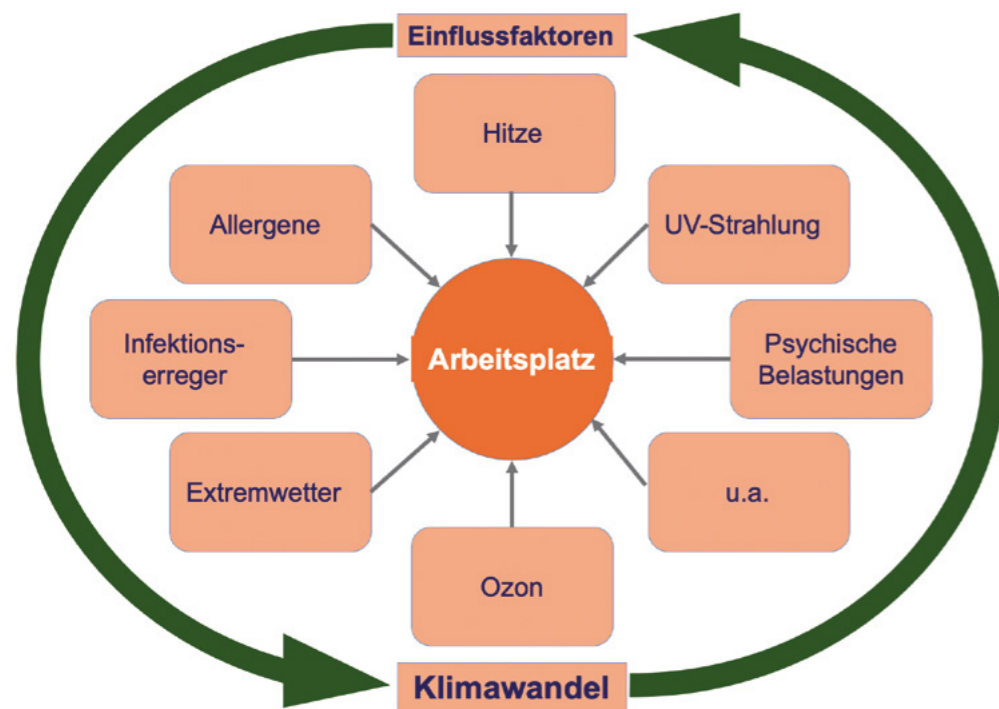 Einflussfaktoren
Hitze
Allergene
UV-Strahlung
Infektions-
erreger
Arbeitsplatz
Psychische
Belastungen
Extremwetter
u.a.
Ozon
Klimawandel